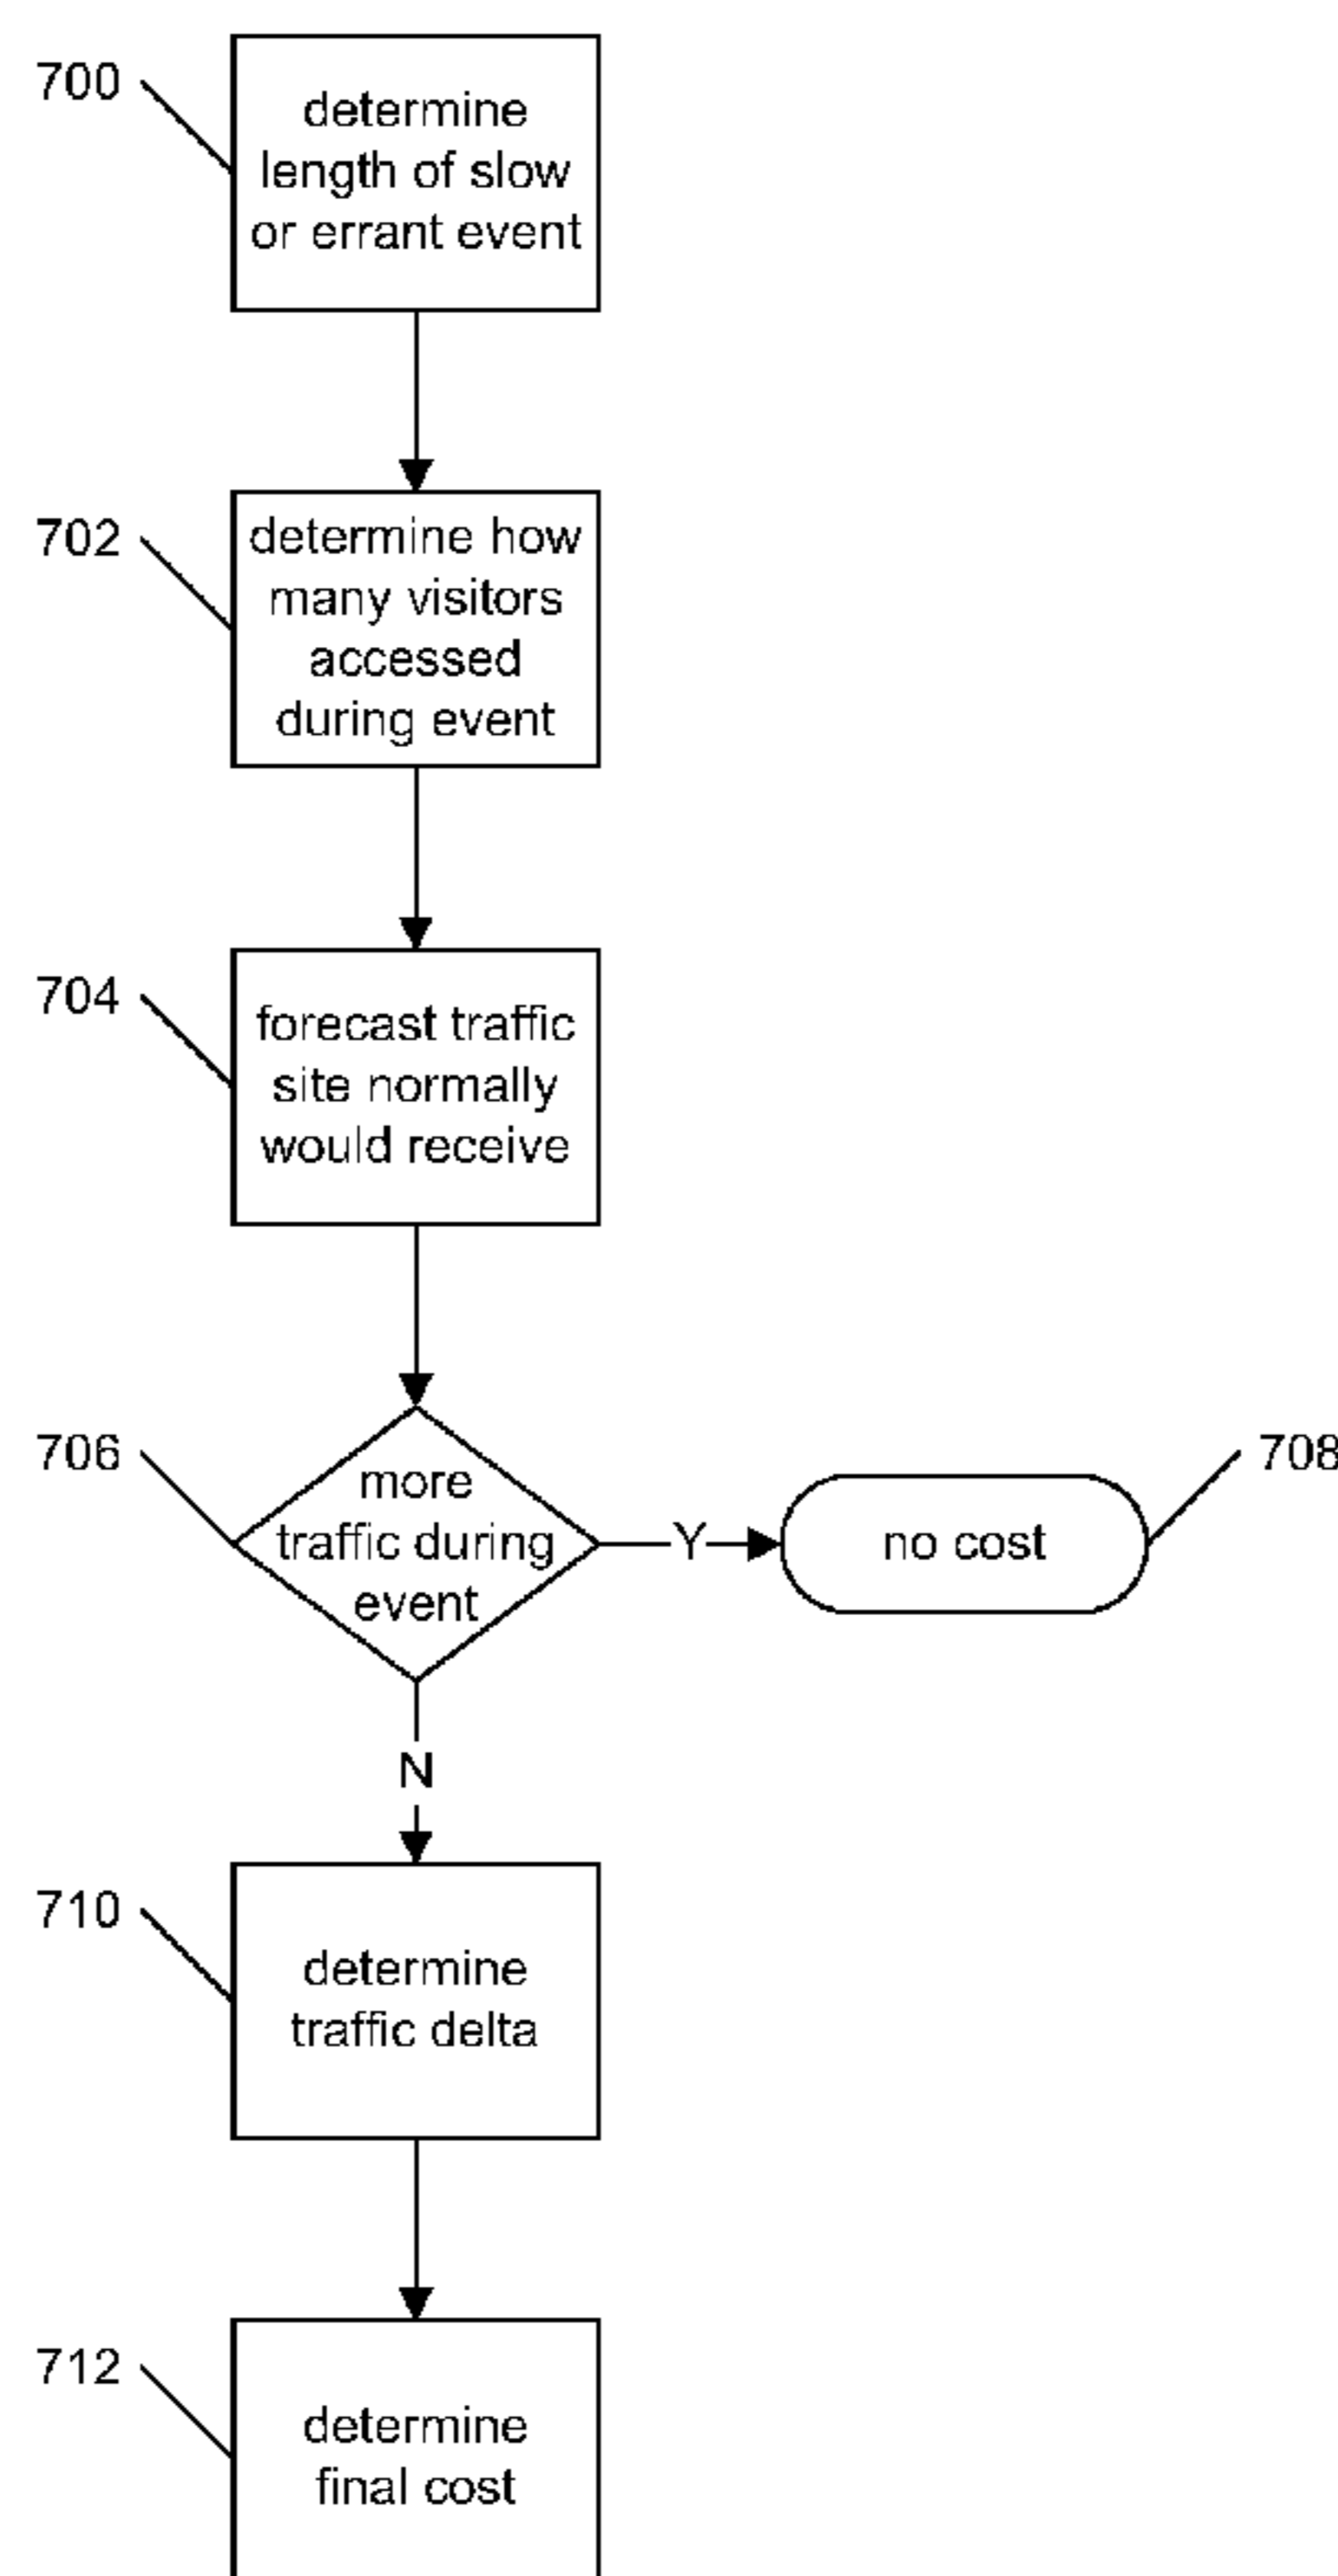 700
determine
length of slow
or errant event
702
determine how
many visitors
accessed
during event
704
forecast traffic
site normally
would receive
706
more
traffic during
event
Y
no cost
708
N
710
determine
traffic delta
712
determine
final cost